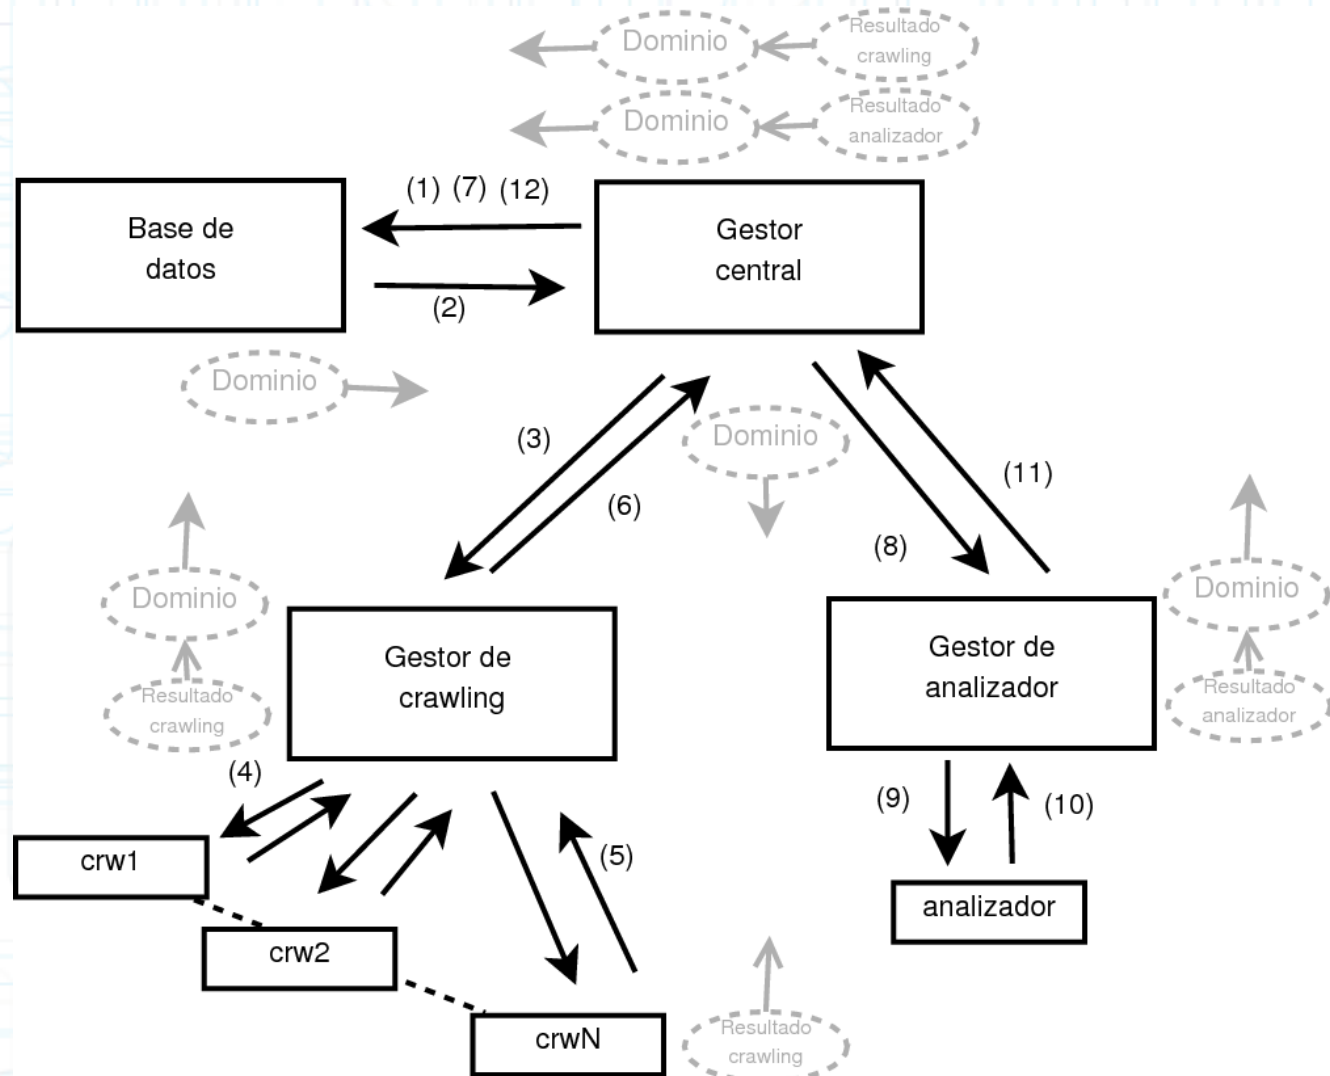 Dominio
Resultado
crawling
Dominio
Resultado
analizador
(1) (7) (12)
Base de
datos
Gestor
central
(2)
Dominio
Dominio
(3)
(6)
(11)
(8)
Dominio
Resultado
crawling
Gestor de
crawling
Gestor de
analizador
Dominio
Resultado
analizador
(4)
(9)
(10)
(5)
crw1
crw2
crwN
analizador
Resultado
crawling